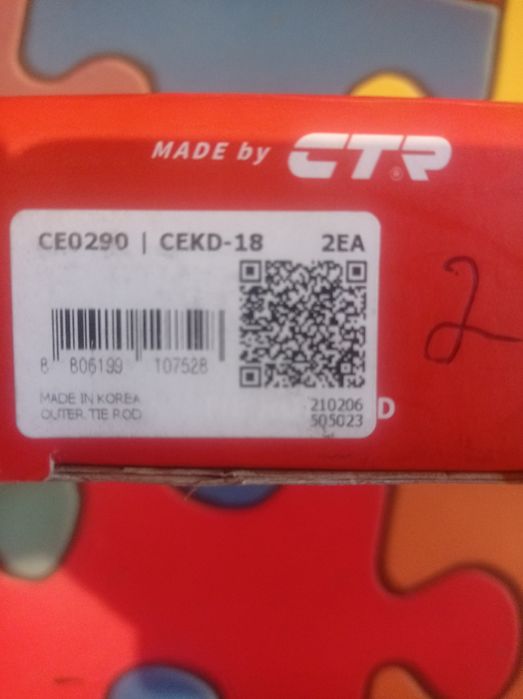 MADE by CTR®
CE0290 | CEKD-18 2EA
8 806199 107528
MADE IN KOREA
OUTER TIE ROD
210206
505023
D
2